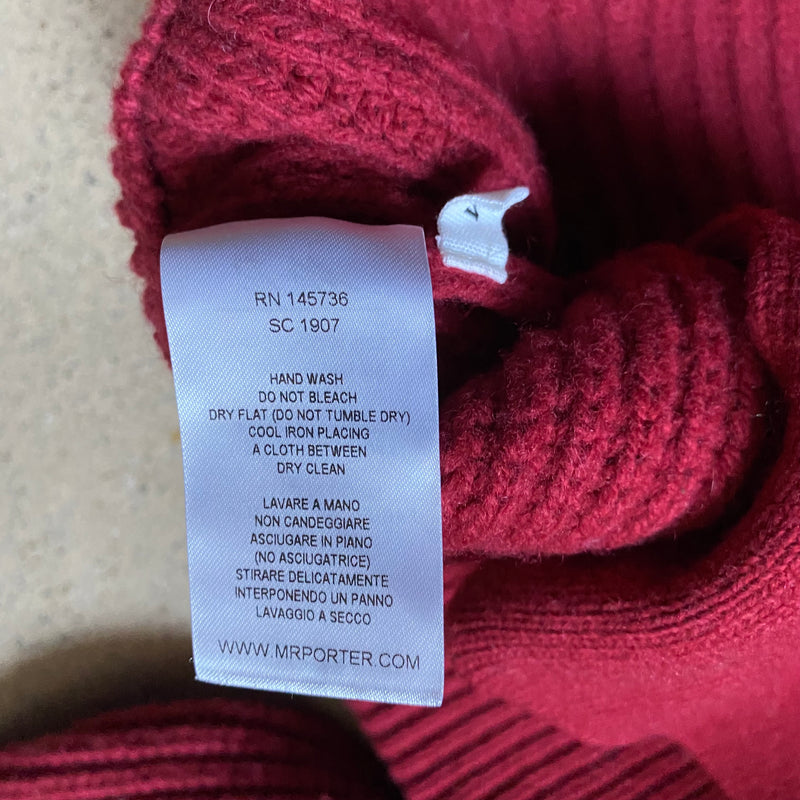 RN 145736
SC 1907
HAND WASH
DO NOT BLEACH
DRY FLAT (DO NOT TUMBLE DRY)
COOL IRON PLACING
A CLOTH BETWEEN
DRY CLEAN
LAVARE A MANO
NON CANDEGGIARE
ASCIUGARE IN PIANO
(NO ASCIUGATRICE)
STIRARE DELICATAMENTE
INTERPONENDO UN PANNO
LAVAGGIO A SECCO
WWW.MRPORTER.COM